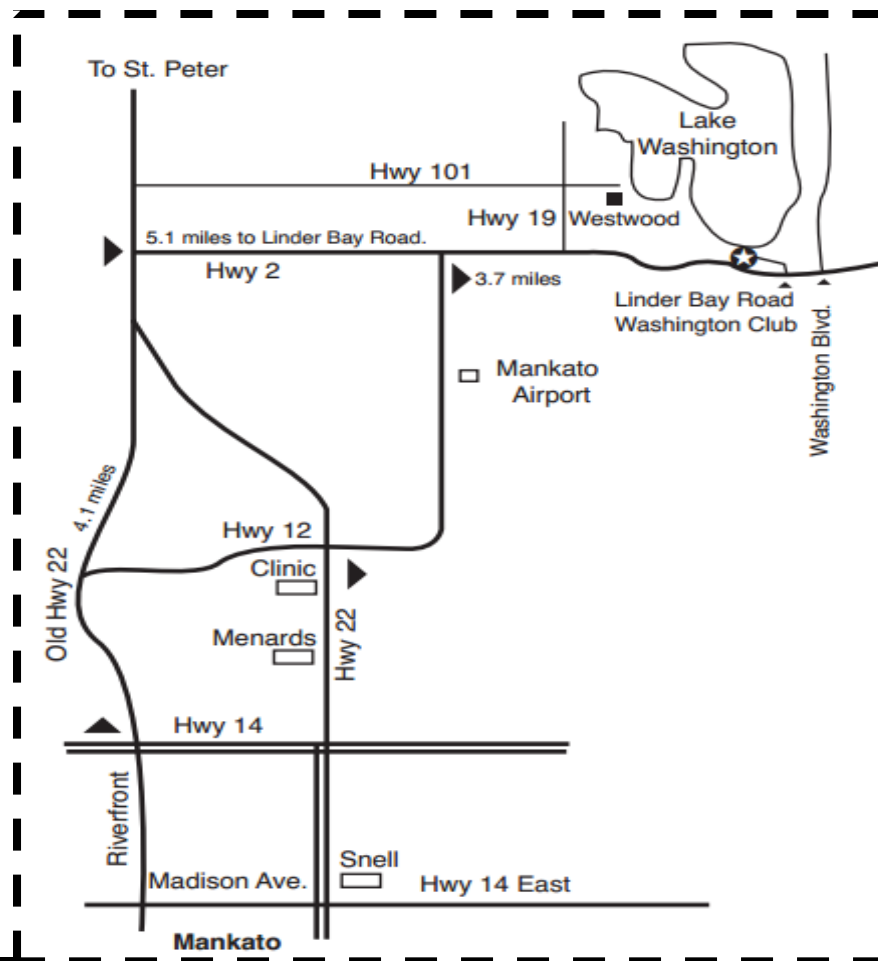 To St. Peter
Lake
Washington
Hwy 101
Hwy 19
Westwood
5.1 miles to Linder Bay Road.
Hwy 2
3.7 miles
Linder Bay Road
Washington Club
Washington Blvd.
Mankato
Airport
4.1 miles
Hwy 12
Old Hwy 22
Clinic
Hwy 22
Menards
Hwy 14
Riverfront
Snell
Madison Ave.
Hwy 14 East
Mankato